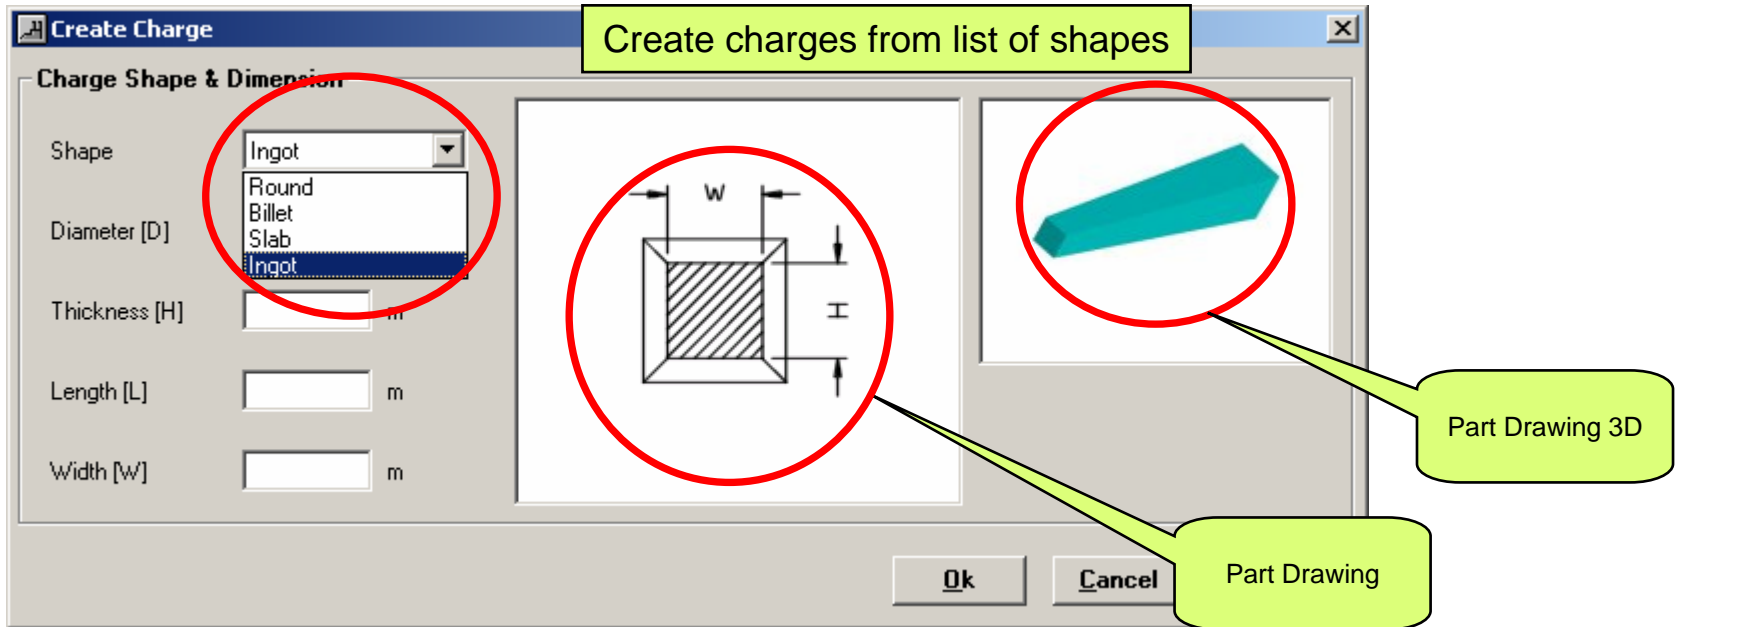 Create Charge
Create charges from list of shapes
Charge Shape & Dimension
Shape
Ingot
Round
Billet
Slab
Ingot
Diameter [D]
Thickness [H]
m
Length [L]
m
Width [W]
m
W
H
Part Drawing 3D
Part Drawing
Ok
Cancel